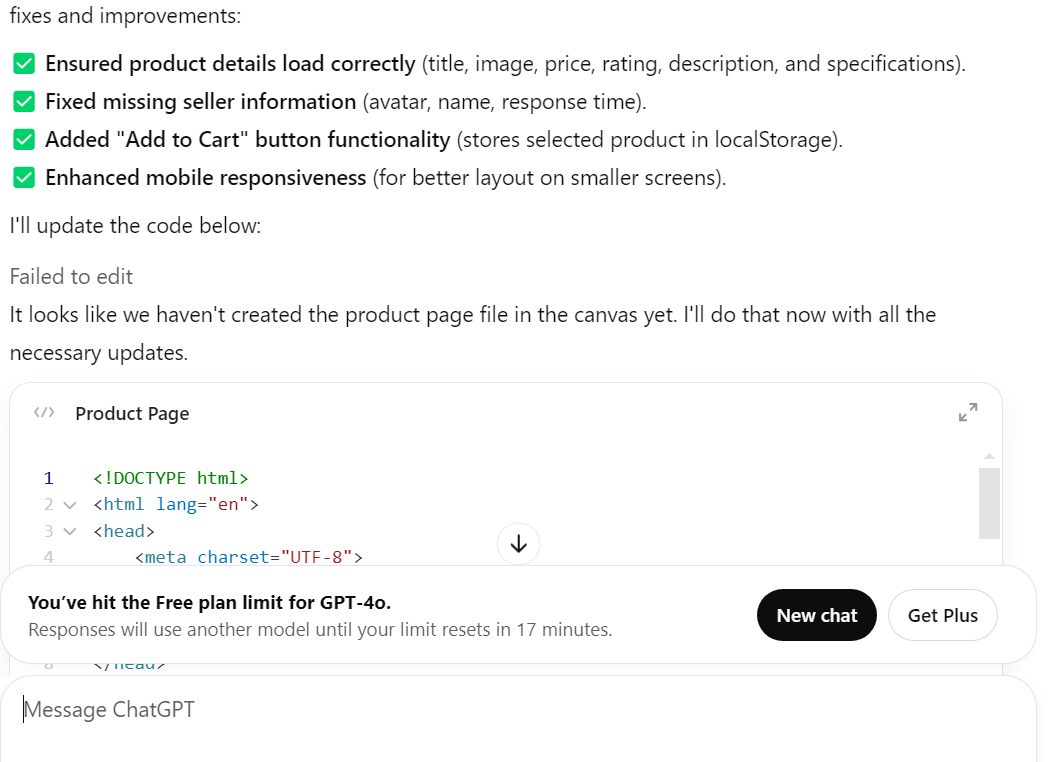 fixes and improvements:
✅ Ensured product details load correctly (title, image, price, rating, description, and specifications).
✅ Fixed missing seller information (avatar, name, response time).
✅ Added "Add to Cart" button functionality (stores selected product in localStorage).
✅ Enhanced mobile responsiveness (for better layout on smaller screens).
I'll update the code below:
Failed to edit
It looks like we haven't created the product page file in the canvas yet. I'll do that now with all the
necessary updates.
</> Product Page
1 <!DOCTYPE html>
2 <html lang="en">
3 <head>
4 <meta charset="UTF-8">
You’ve hit the Free plan limit for GPT-4o.
Responses will use another model until your limit resets in 17 minutes.
New chat
Get Plus
8 </head>
Message ChatGPT